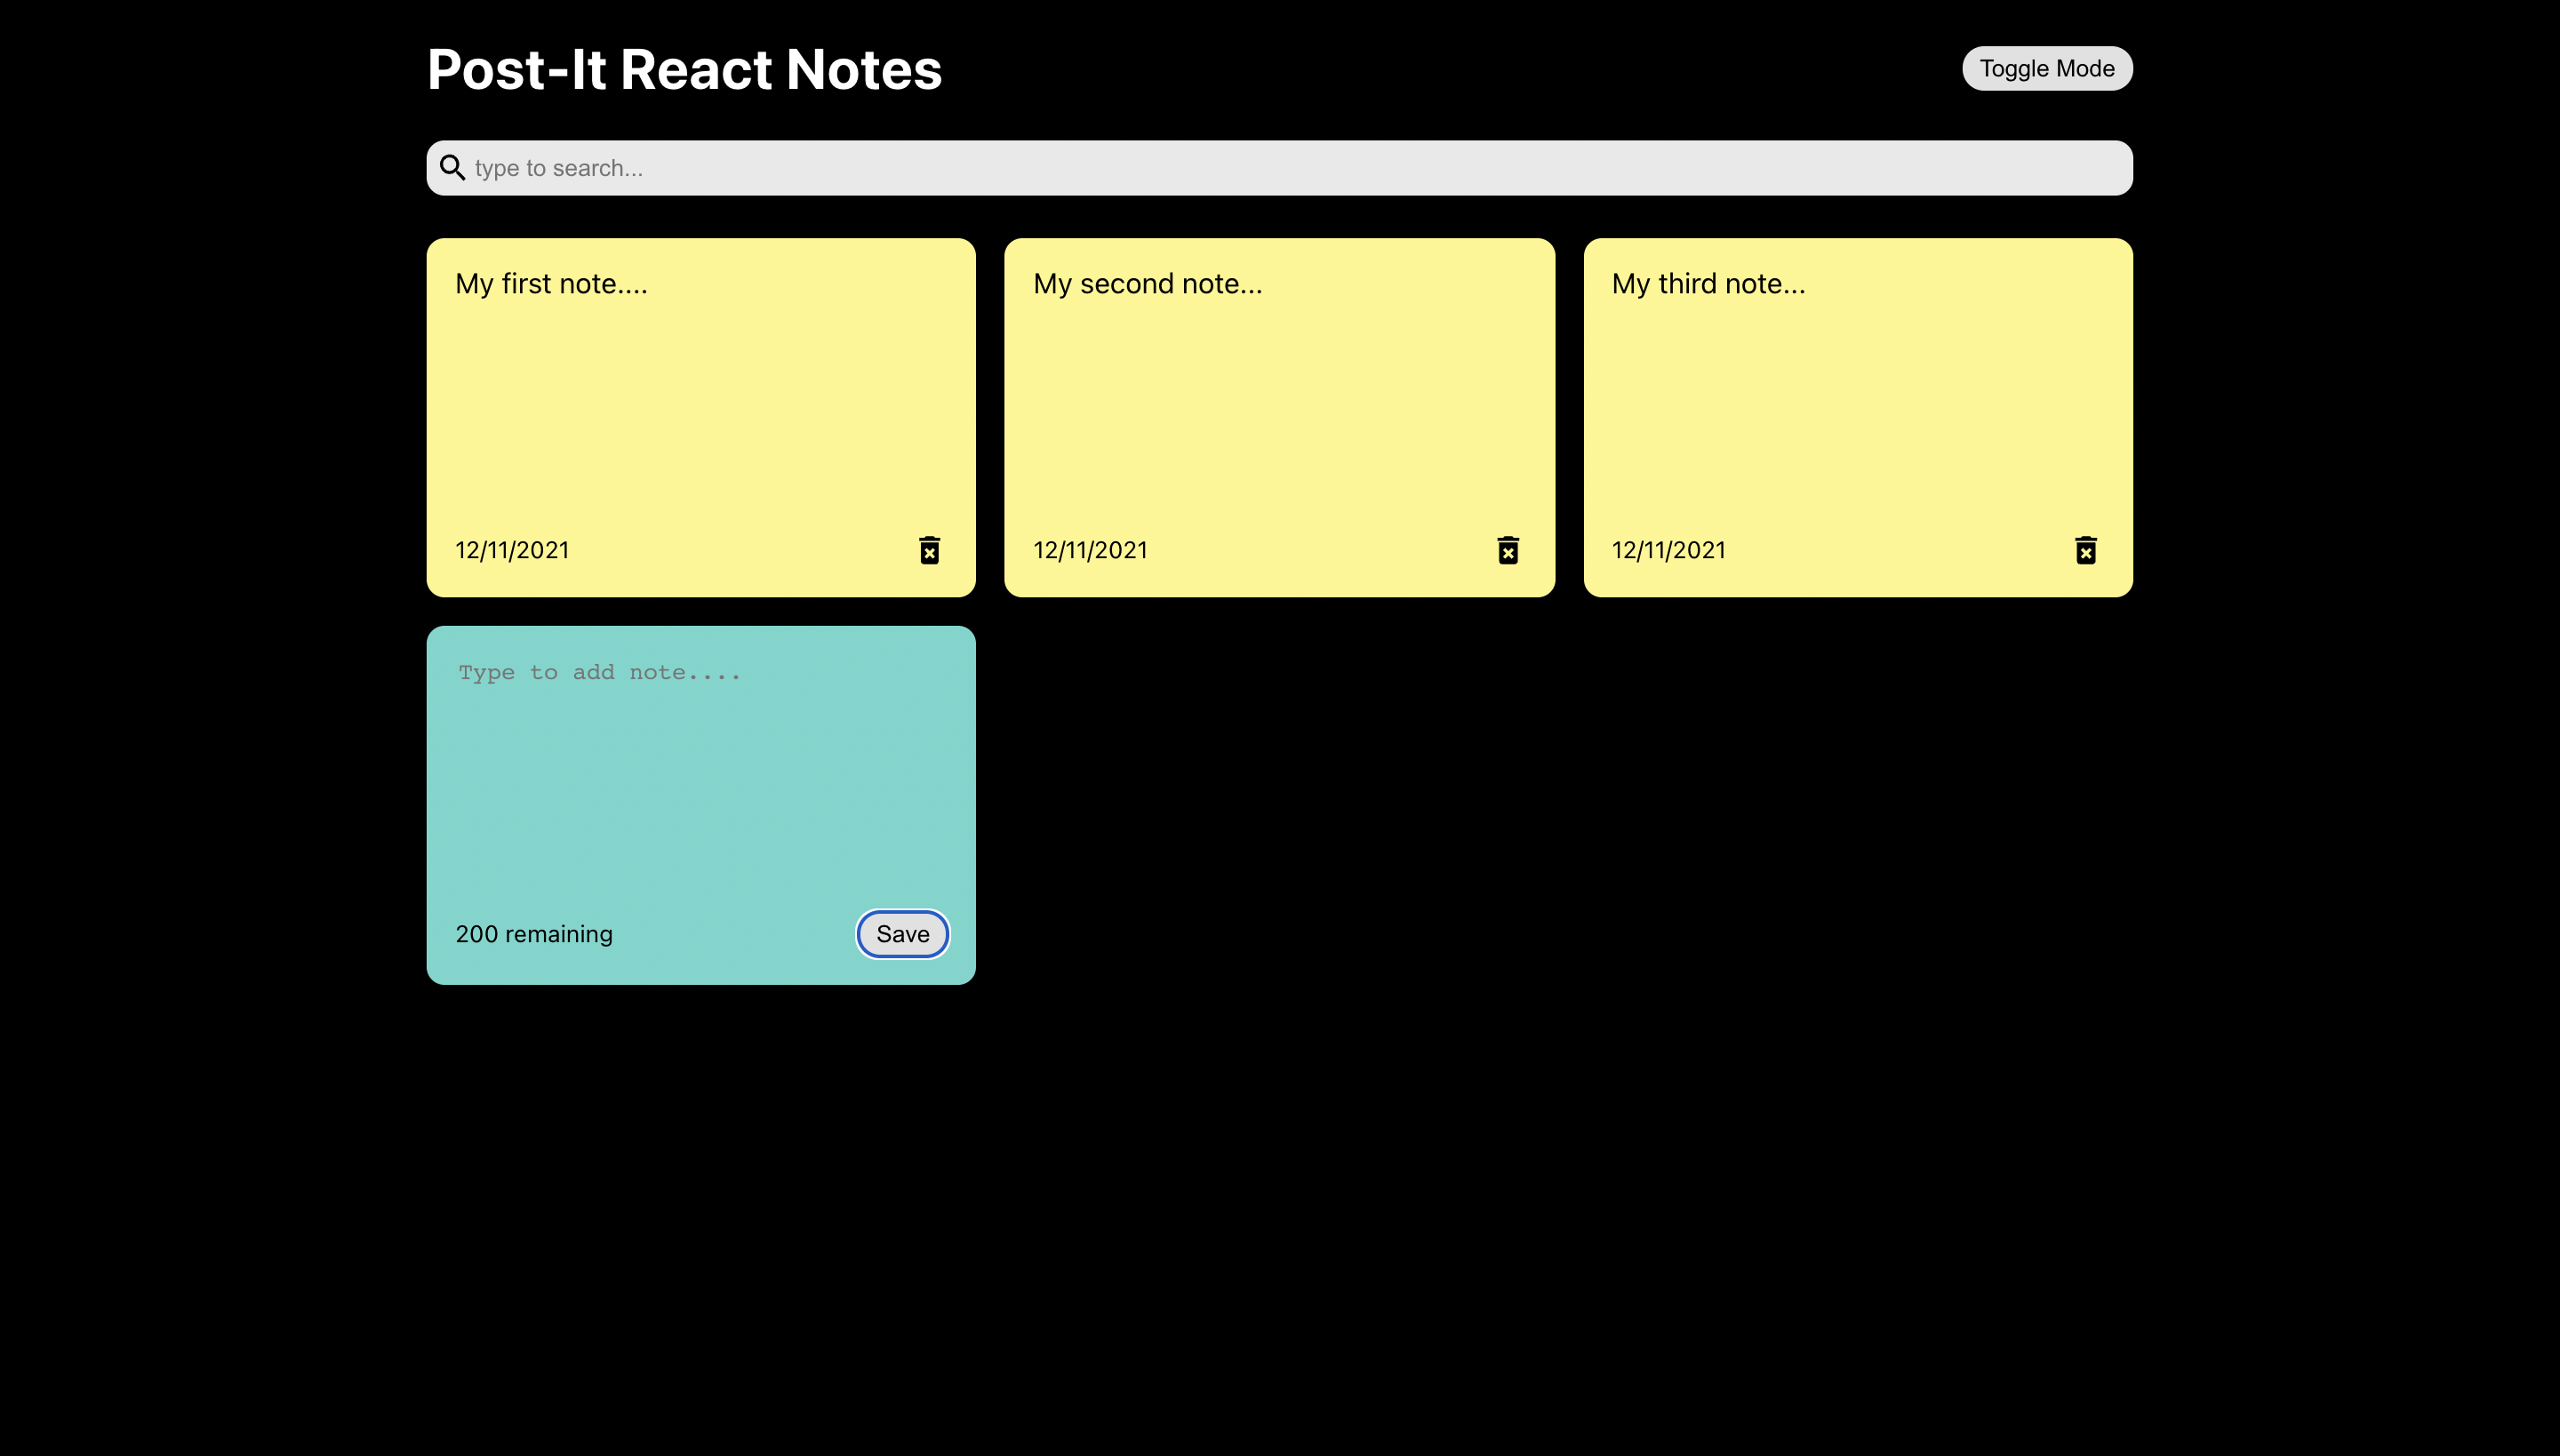 Post-It React Notes
Toggle Mode
type to search...
My first note....
12/11/2021
My second note...
12/11/2021
My third note...
12/11/2021
Type to add note....
200 remaining
Save